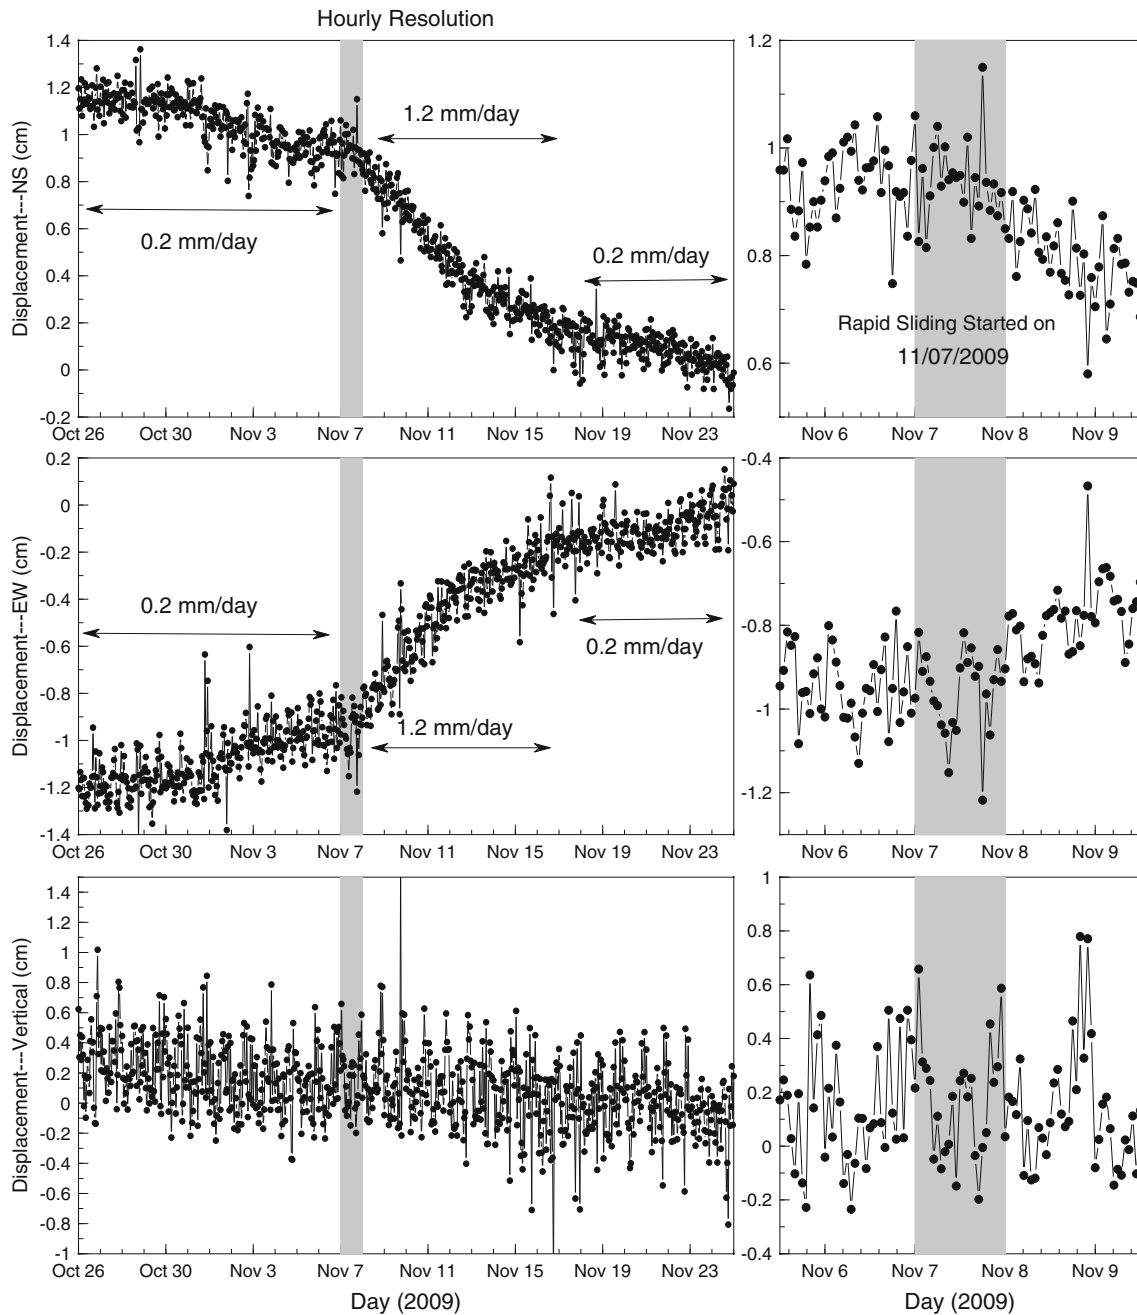 Hourly Resolution
Displacement---NS (cm)
1.4
1.2
1
0.8
0.6
0.4
0.2
0
-0.2
1.2 mm/day
0.2 mm/day
0.2 mm/day
Oct 26 Oct 30 Nov 3 Nov 7 Nov 11 Nov 15 Nov 19 Nov 23
1.2
1
0.8
0.6
Rapid Sliding Started on
11/07/2009
Nov 6 Nov 7 Nov 8 Nov 9
Displacement---EW (cm)
0.2
0
-0.2
-0.4
-0.6
-0.8
-1
-1.2
-1.4
0.2 mm/day
0.2 mm/day
1.2 mm/day
Oct 26 Oct 30 Nov 3 Nov 7 Nov 11 Nov 15 Nov 19 Nov 23
-0.4
-0.6
-0.8
-1
-1.2
Nov 6 Nov 7 Nov 8 Nov 9
Displacement---Vertical (cm)
1.4
1.2
1
0.8
0.6
0.4
0.2
0
-0.2
-0.4
-0.6
-0.8
-1
Oct 26 Oct 30 Nov 3 Nov 7 Nov 11 Nov 15 Nov 19 Nov 23
Day (2009)
1
0.8
0.6
0.4
0.2
0
-0.2
-0.4
Nov 6 Nov 7 Nov 8 Nov 9
Day (2009)